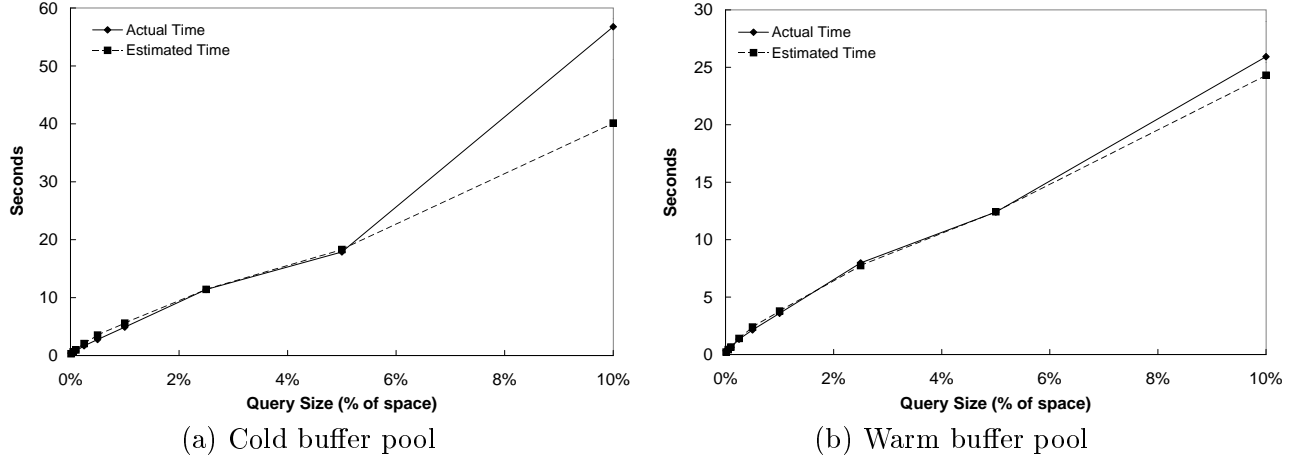 60
50
40
30
20
10
0
Seconds
Actual Time
Estimated Time
0% 2% 4% 6% 8% 10%
Query Size (% of space)
(a) Cold buffer pool
30
25
20
15
10
5
0
Seconds
Actual Time
Estimated Time
0% 2% 4% 6% 8% 10%
Query Size (% of space)
(b) Warm buffer pool